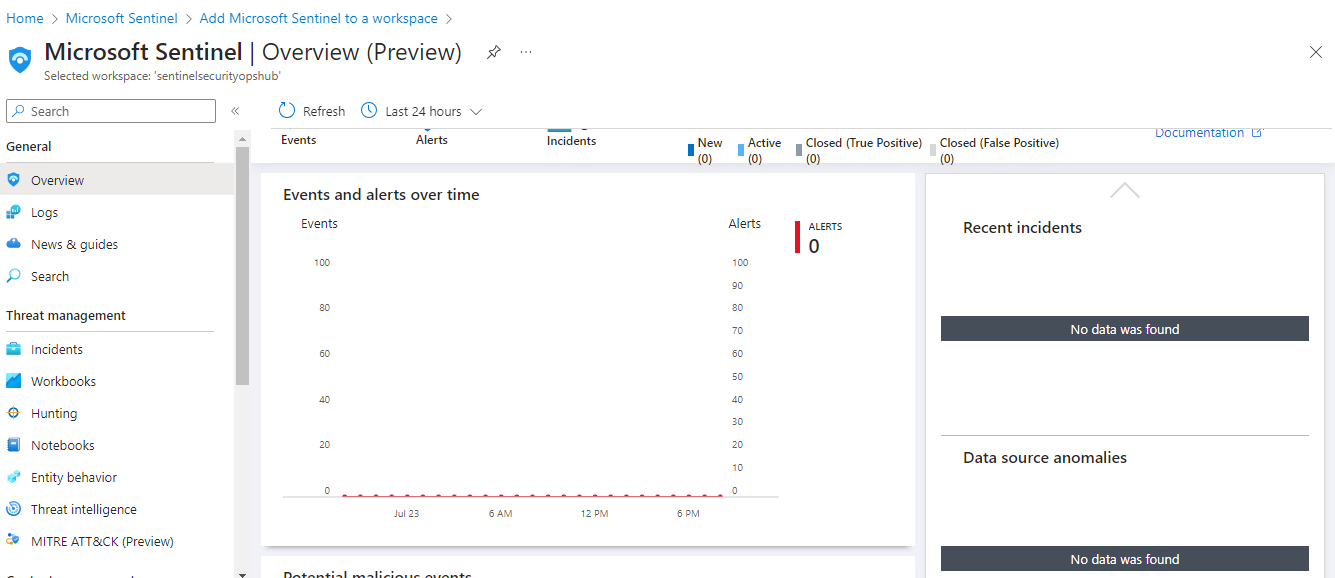 Home > Microsoft Sentinel > Add Microsoft Sentinel to a workspace >
Microsoft Sentinel | Overview (Preview) ...
Selected workspace: 'sentinelsecurityopshub'
Search «
Refresh Last 24 hours
General
Overview
Logs
News & guides
Search
Threat management
Incidents
Workbooks
Hunting
Notebooks
Entity behavior
Threat intelligence
MITRE ATT&CK (Preview)
Events
Alerts
Incidents
New (0)
Active (0)
Closed (True Positive) (0)
Closed (False Positive) (0)
Documentation
Events and alerts over time
Events
Alerts
ALERTS
0
100
80
60
40
20
0
100
90
80
70
60
50
40
30
20
10
0
Jul 23 6 AM 12 PM 6 PM
Potential malicious events
Recent incidents
No data was found
Data source anomalies
No data was found